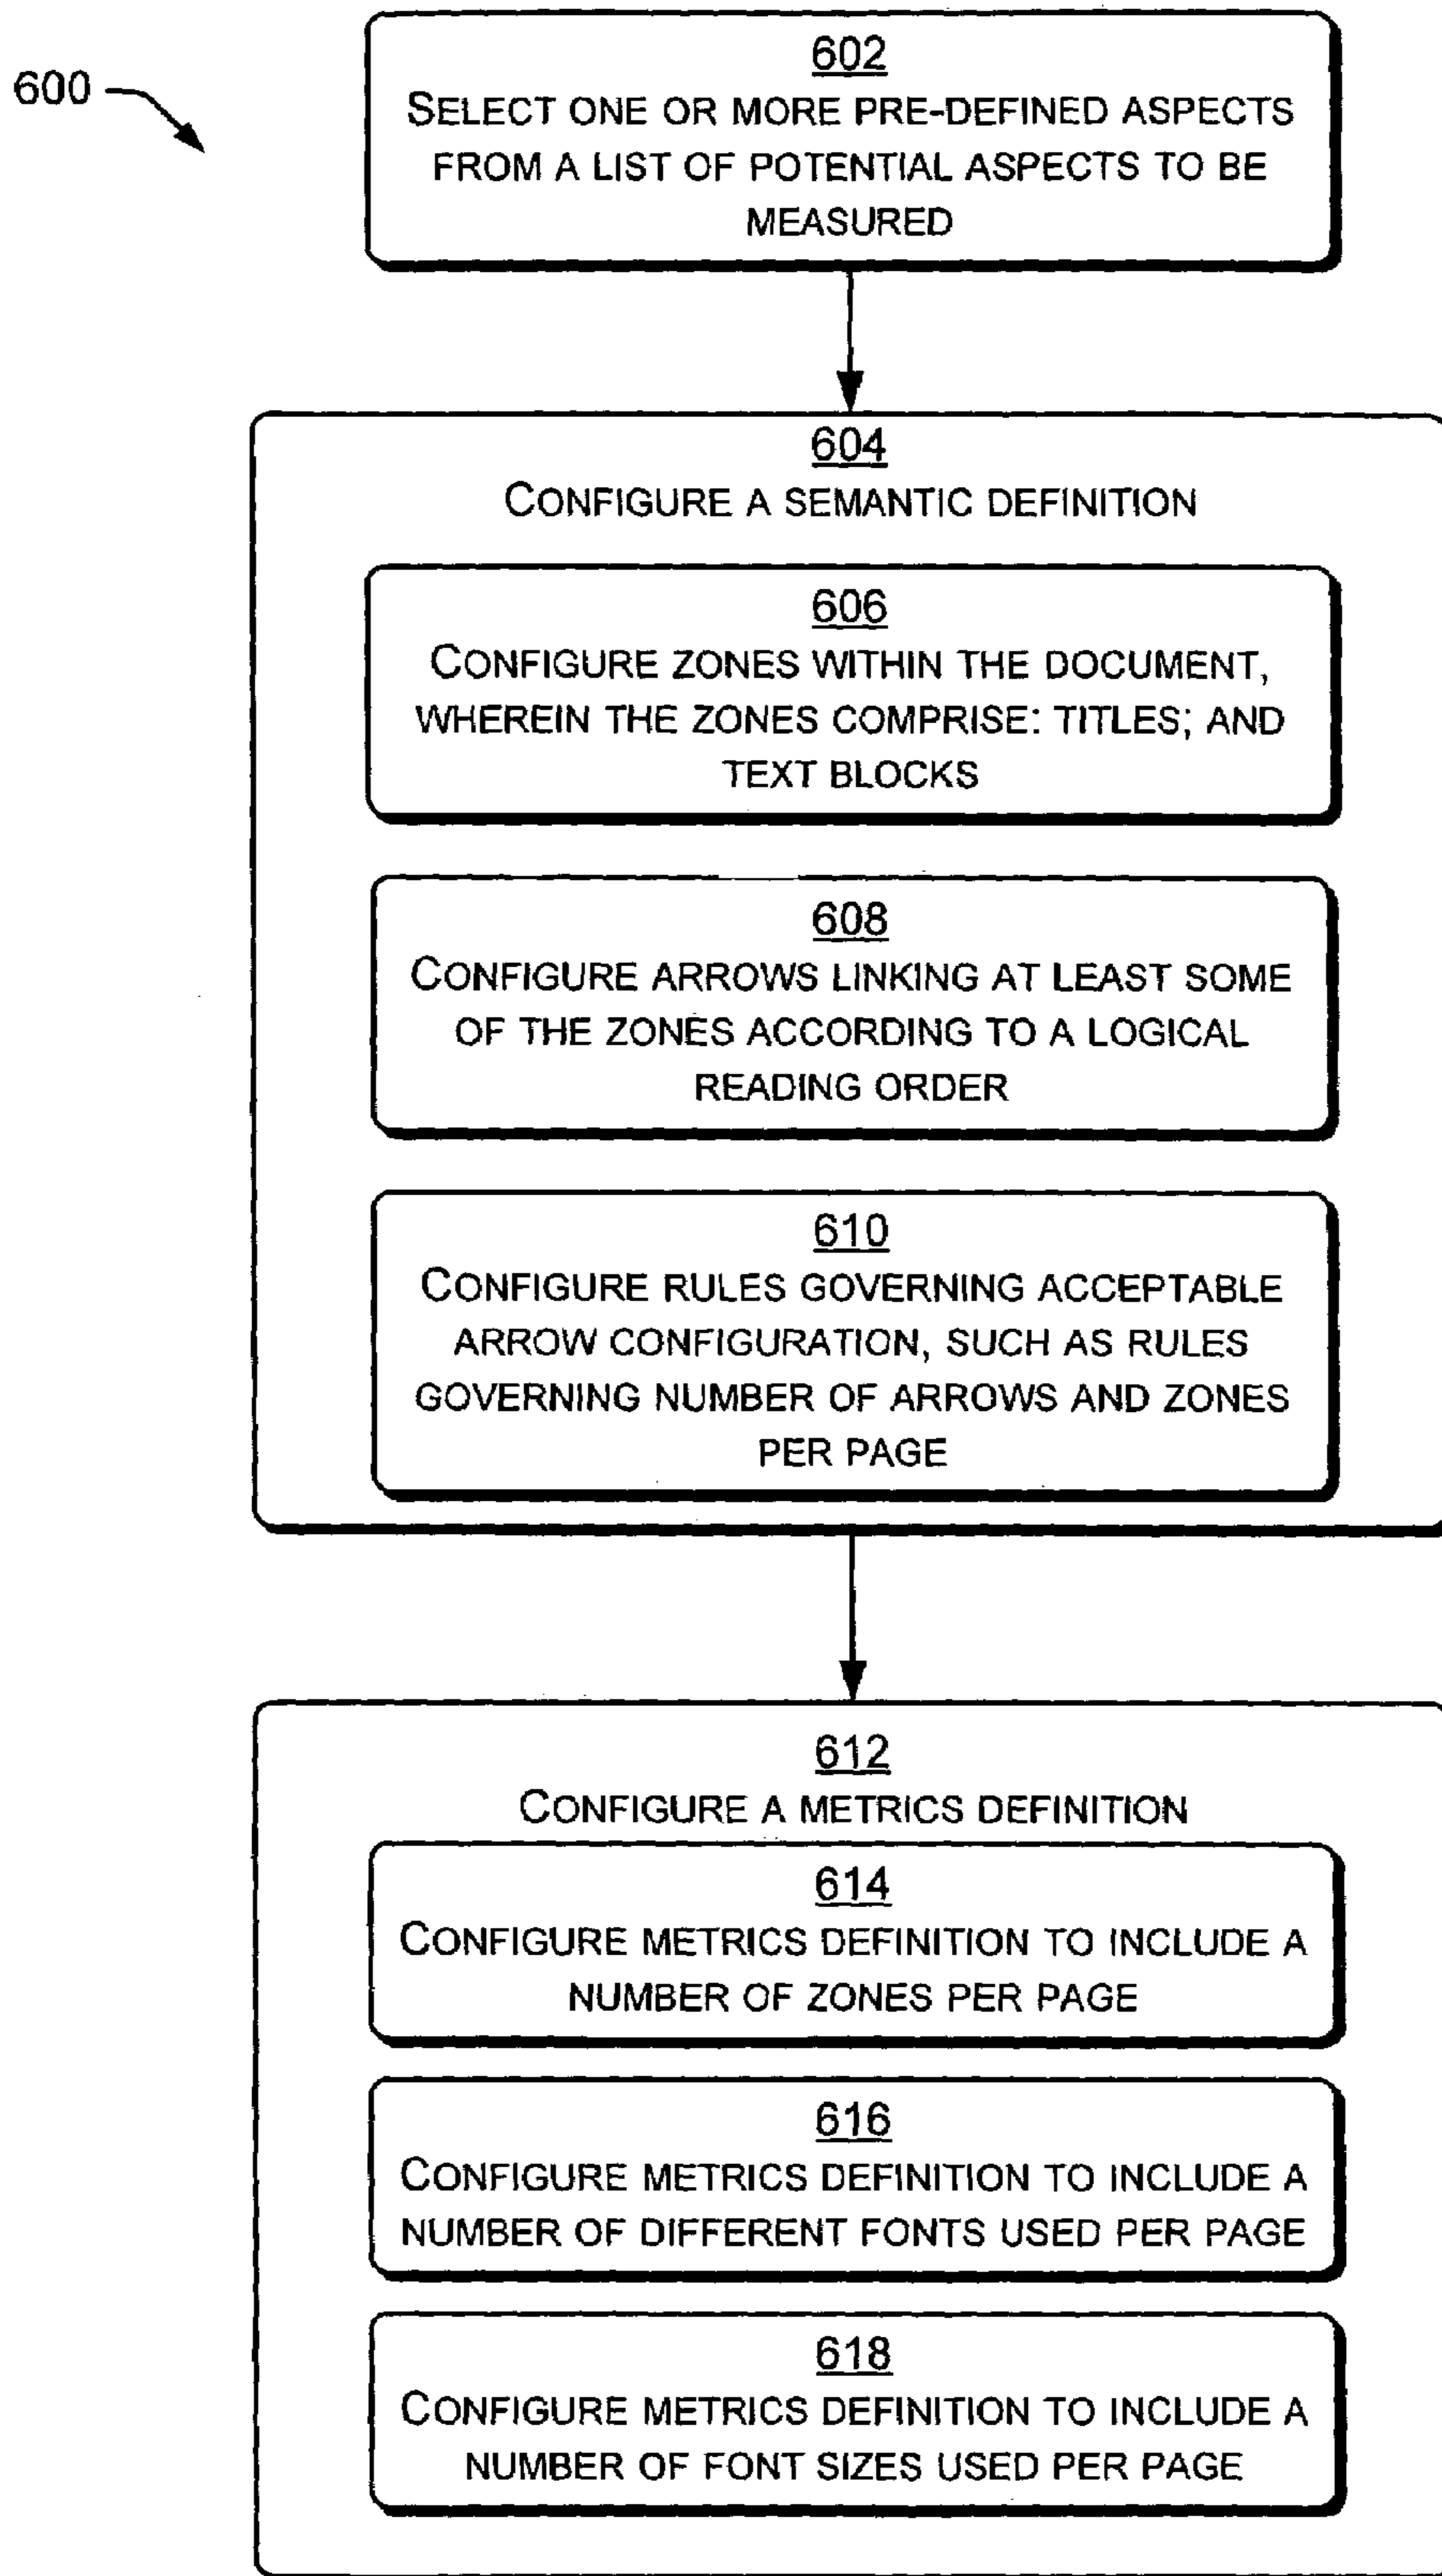 600
602
SELECT ONE OR MORE PRE-DEFINED ASPECTS
FROM A LIST OF POTENTIAL ASPECTS TO BE
MEASURED
604
CONFIGURE A SEMANTIC DEFINITION
606
CONFIGURE ZONES WITHIN THE DOCUMENT,
WHEREIN THE ZONES COMPRISE: TITLES; AND
TEXT BLOCKS
608
CONFIGURE ARROWS LINKING AT LEAST SOME
OF THE ZONES ACCORDING TO A LOGICAL
READING ORDER
610
CONFIGURE RULES GOVERNING ACCEPTABLE
ARROW CONFIGURATION, SUCH AS RULES
GOVERNING NUMBER OF ARROWS AND ZONES
PER PAGE
612
CONFIGURE A METRICS DEFINITION
614
CONFIGURE METRICS DEFINITION TO INCLUDE A
NUMBER OF ZONES PER PAGE
616
CONFIGURE METRICS DEFINITION TO INCLUDE A
NUMBER OF DIFFERENT FONTS USED PER PAGE
618
CONFIGURE METRICS DEFINITION TO INCLUDE A
NUMBER OF FONT SIZES USED PER PAGE